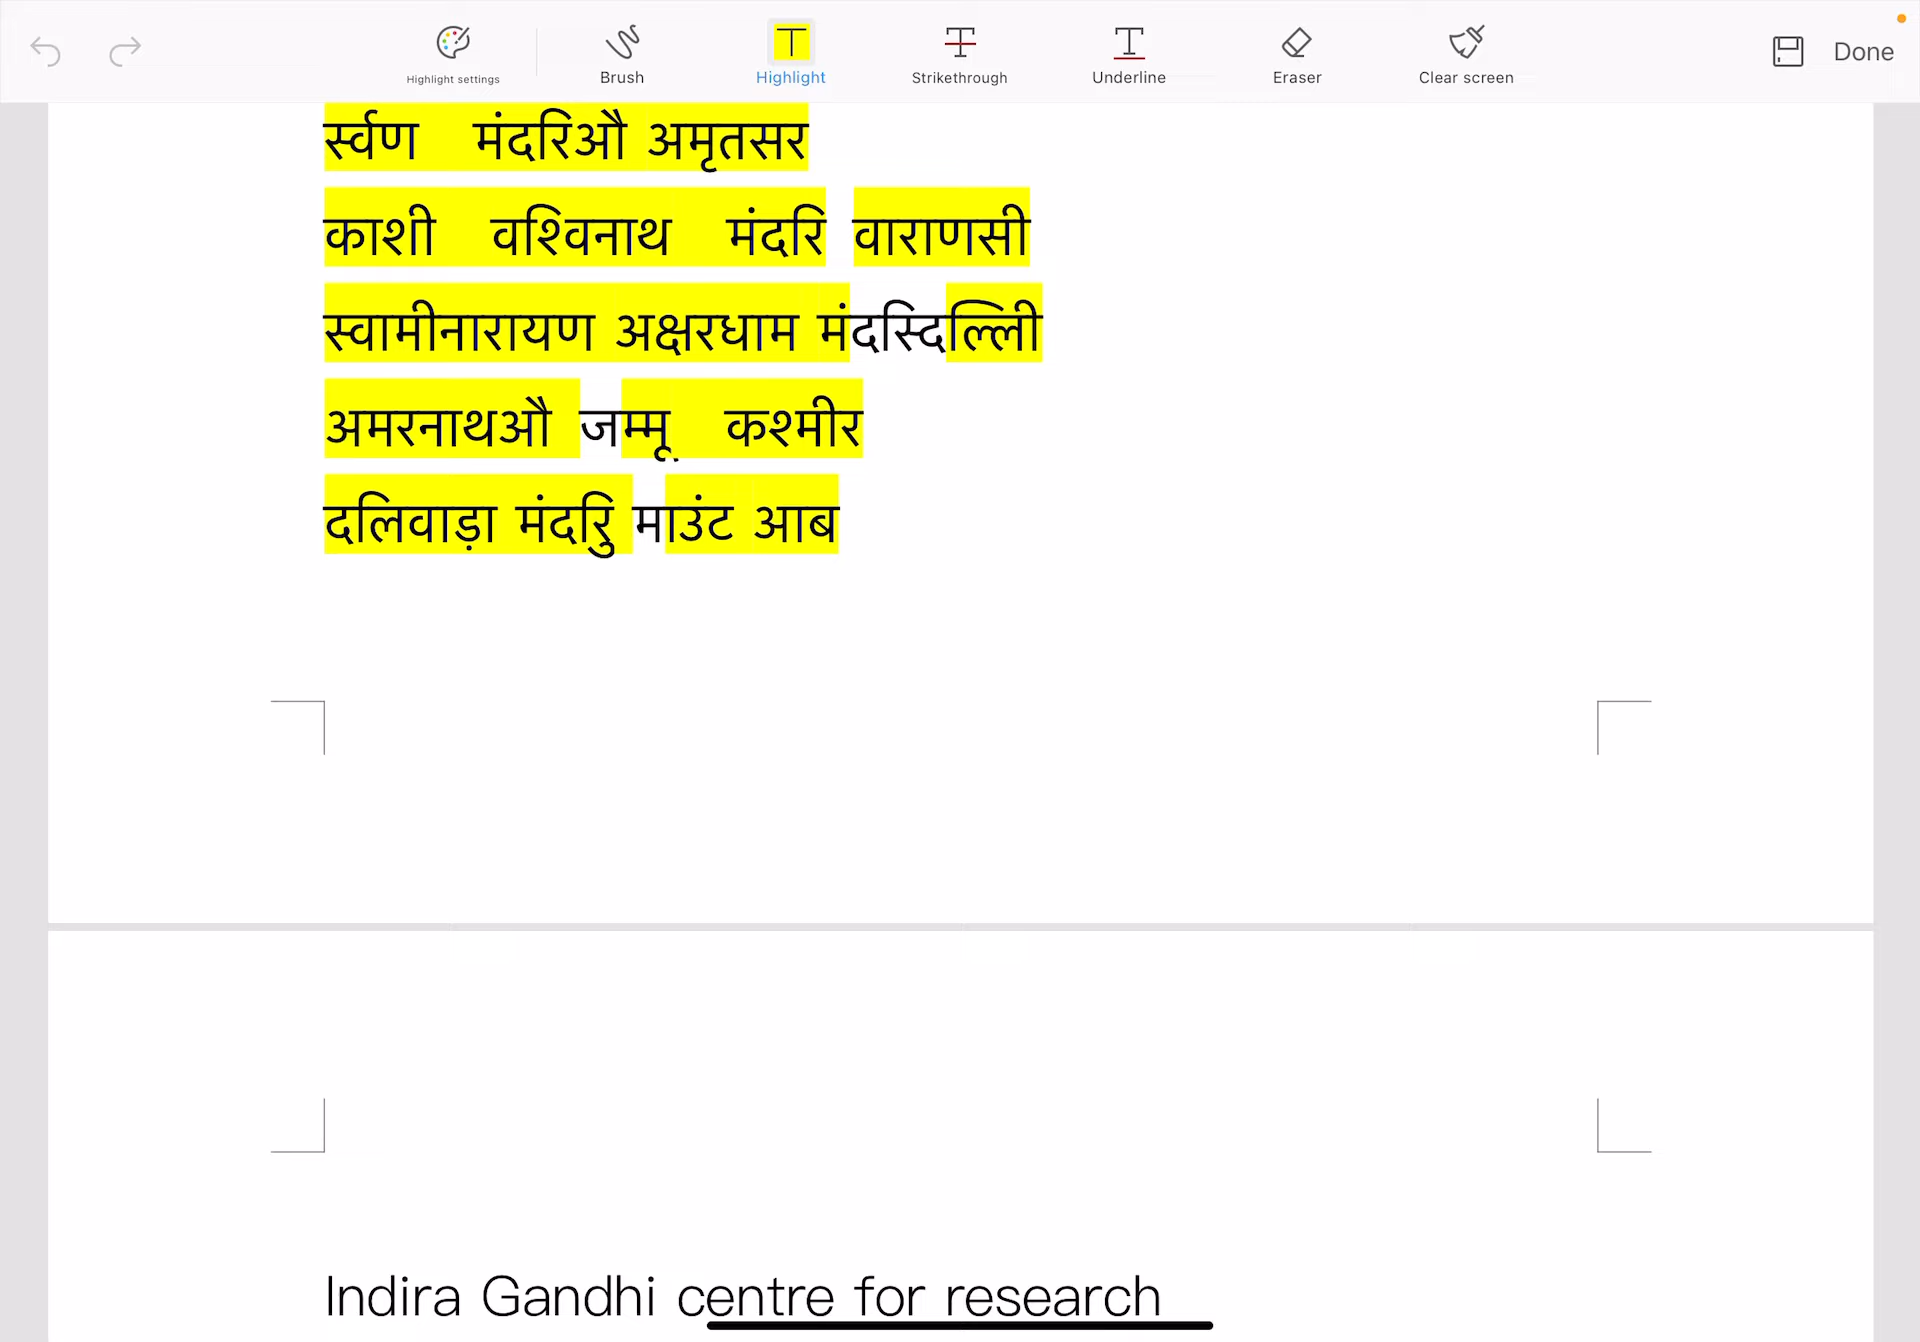 Highlight settings
Brush
Highlight
Strikethrough
Underline
Eraser
Clear screen
Done
र्स्वण मंदरिऔ अमृतसर
काशी वश्विनाथ मंदरि वाराणसी
स्वामीनारायण अक्षरधाम मंदस्दिल्लिी
अमरनाथऔ जम्मू कश्मीर
दलिवाड़ा मंदरिु माउंट आब
Indira Gandhi centre for research